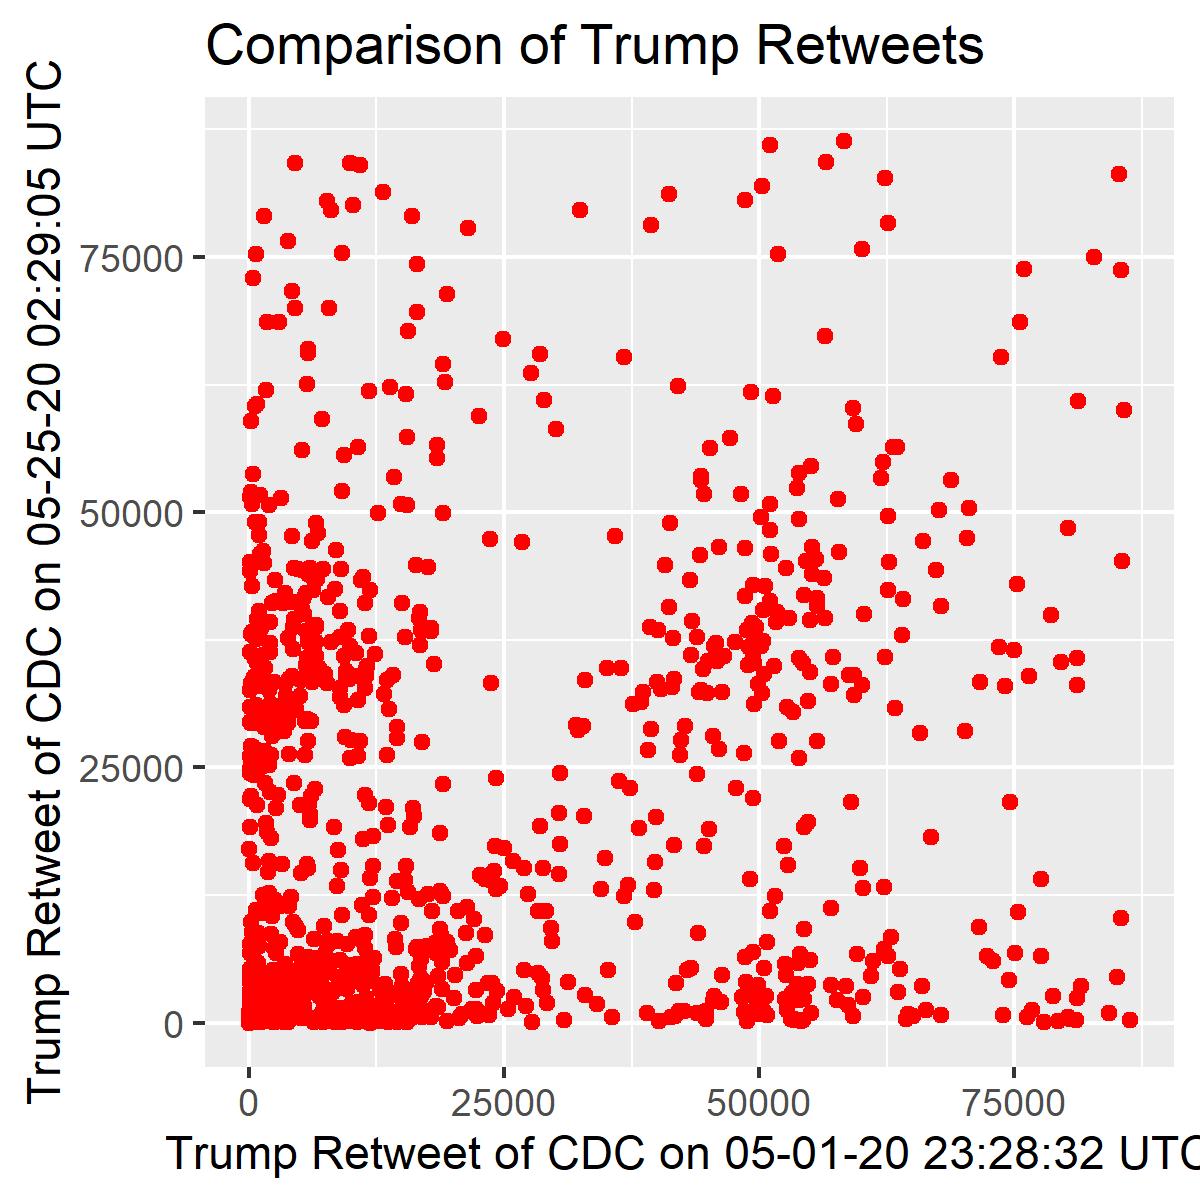 Comparison of Trump Retweets
Trump Retweet of CDC on 05-25-20 02:29:05 UTC
75000
50000
25000
0
0
25000
50000
75000
Trump Retweet of CDC on 05-01-20 23:28:32 UTC